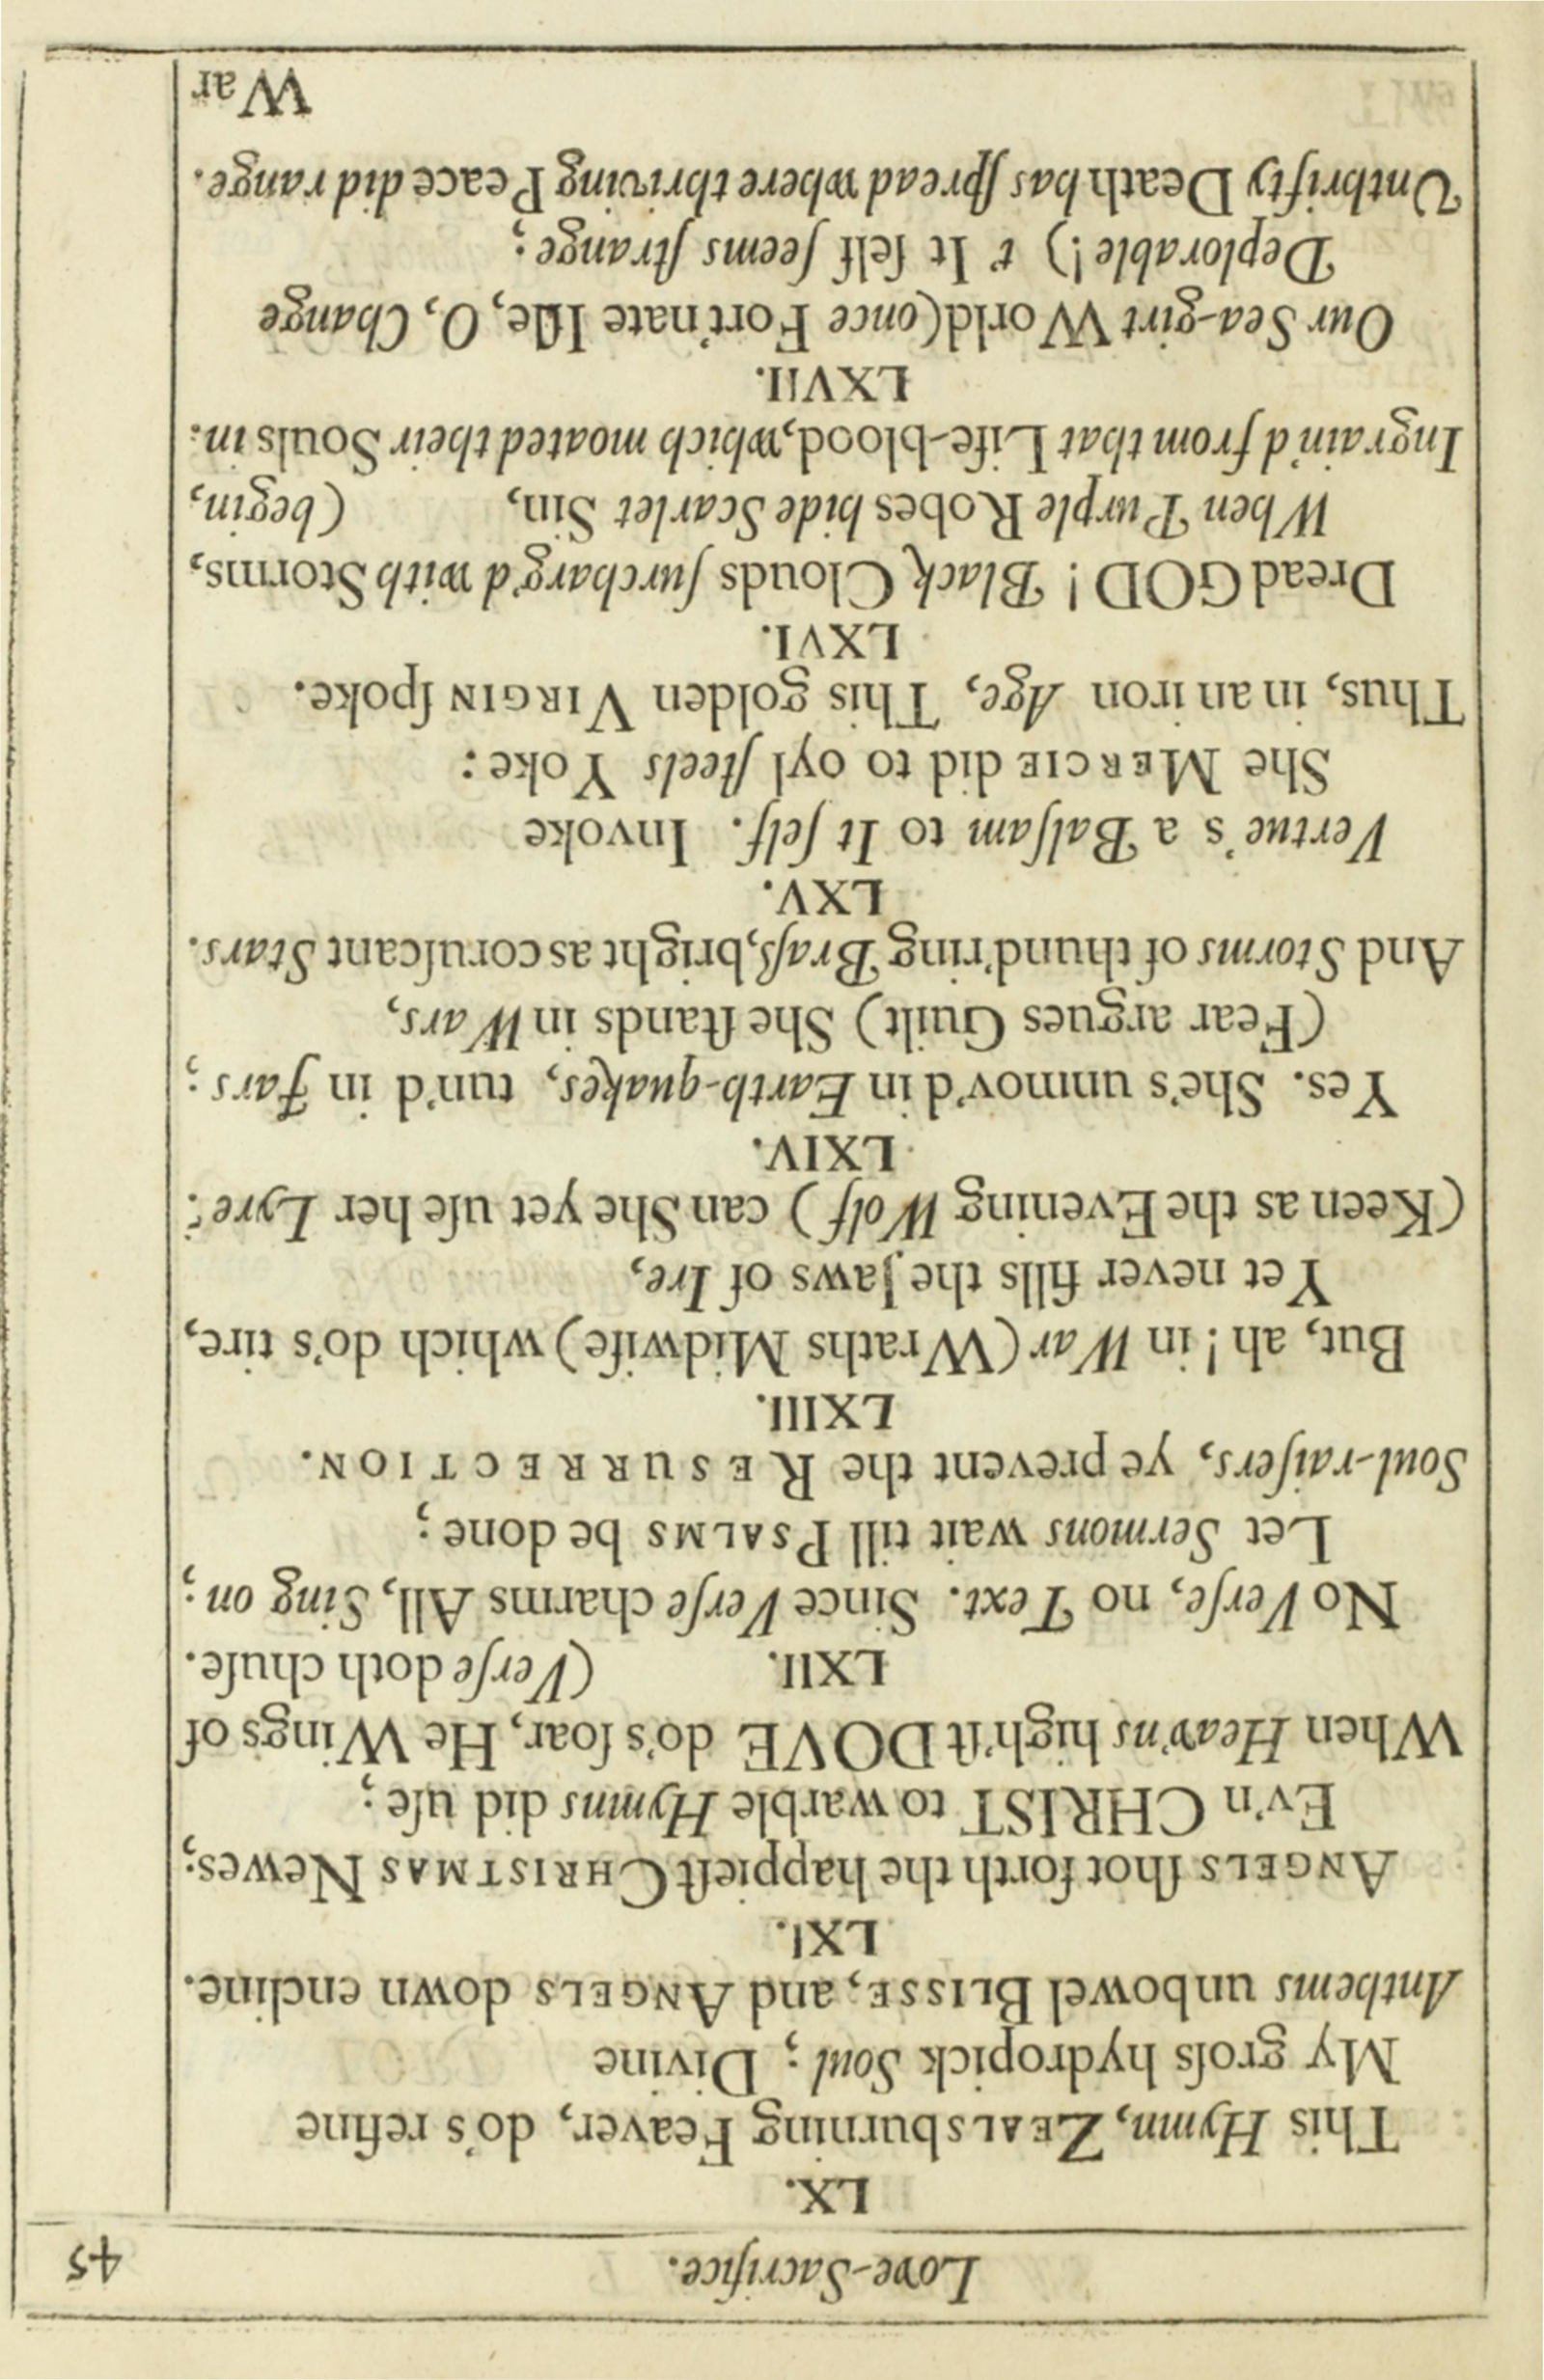 Love-Sacrifice. 45
LX.
This Hymn, ZEALS burning Feaver, do's refine
My groſs hydropick Soul; Divine
Anthems unbowel BLISSE, and ANGELS down encline.
LXI.
ANGELS ſhot forth the happieſt CHRISTMAS Newes;
Ev'n CHRIST to warble Hymns did uſe;
When Heav'ns high'ſt DOVE do's ſoar, He Wings of
LXII. (Verſe doth chuſe.
No Verſe, no Text. Since Verſe charms All, Sing on;
Let Sermons wait till PSALMS be done;
Soul-raiſers, ye prevent the RESURRECTION.
LXIII.
But, ah! in War (Wraths Midwife) which do's tire,
Yet never fills the Jaws of Ire,
(Keen as the Evening Wolf) can She yet uſe her Lyre?
LXIV.
Yes. She's unmov'd in Earth-quakes, tun'd in Jars;
(Fear argues Guilt) She ſtands in Wars,
And Storms of thund'ring Braſs, bright as coruſcant Stars.
LXV.
Vertue's a Balſam to It ſelf. Invoke
She MERCIE did to oyl ſteels Yoke:
Thus, in an iron Age, This golden VIRGIN ſpoke.
LXVI.
Dread GOD! Black Clouds ſurcharg'd with Storms,
When Purple Robes hide Scarlet Sin, (begin,
Ingrain'd from that Life-blood, which moated their Souls in.
LXVII.
Our Sea-girt World (once Fort'nate Iſle, O, Change
Deplorable!) t' It ſelf ſeems ſtrange;
Unthrifty Death has ſpread where thriving Peace did range.
War